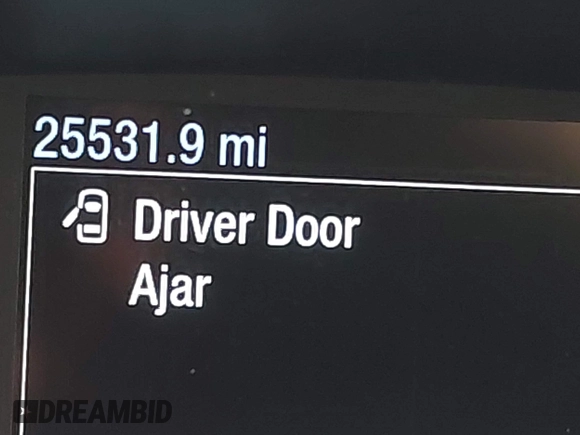 25531.9 mi
Driver Door
Ajar
DREAMBID